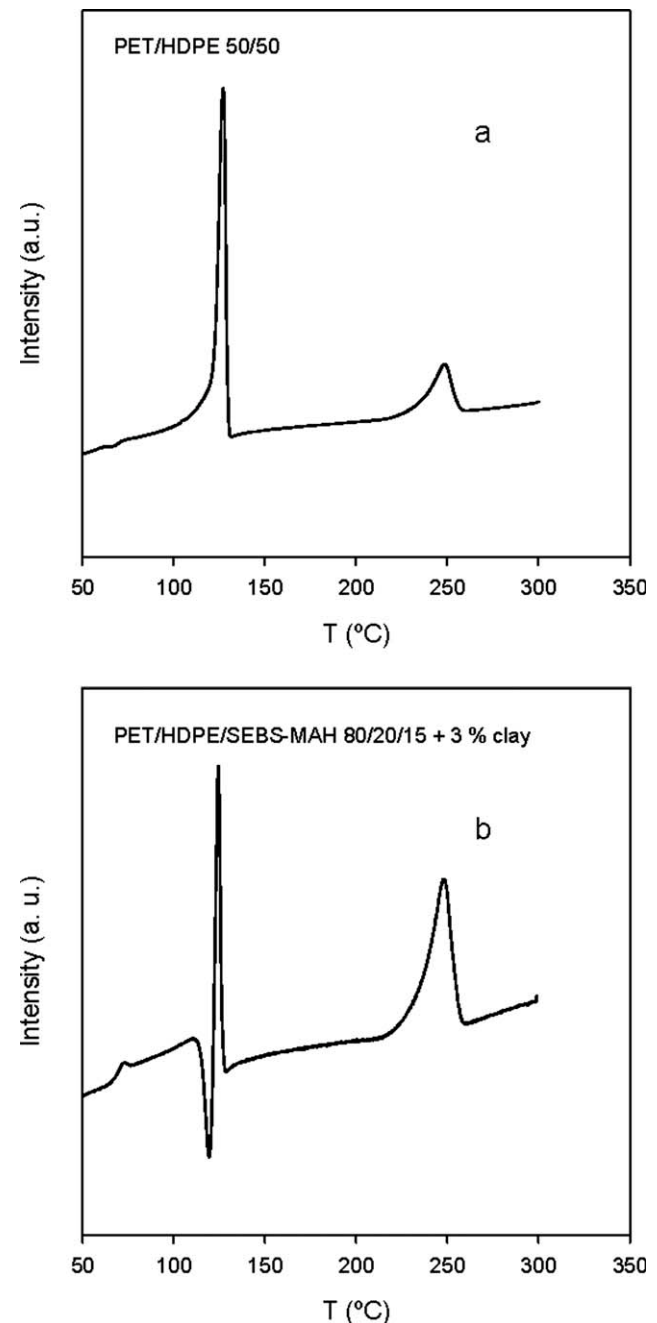 PET/HDPE 50/50
a
Intensity (a.u.)
50 100 150 200 250 300 350
T (ºC)
PET/HDPE/SEBS-MAH 80/20/15 + 3 % clay
b
Intensity (a. u.)
50 100 150 200 250 300 350
T (ºC)